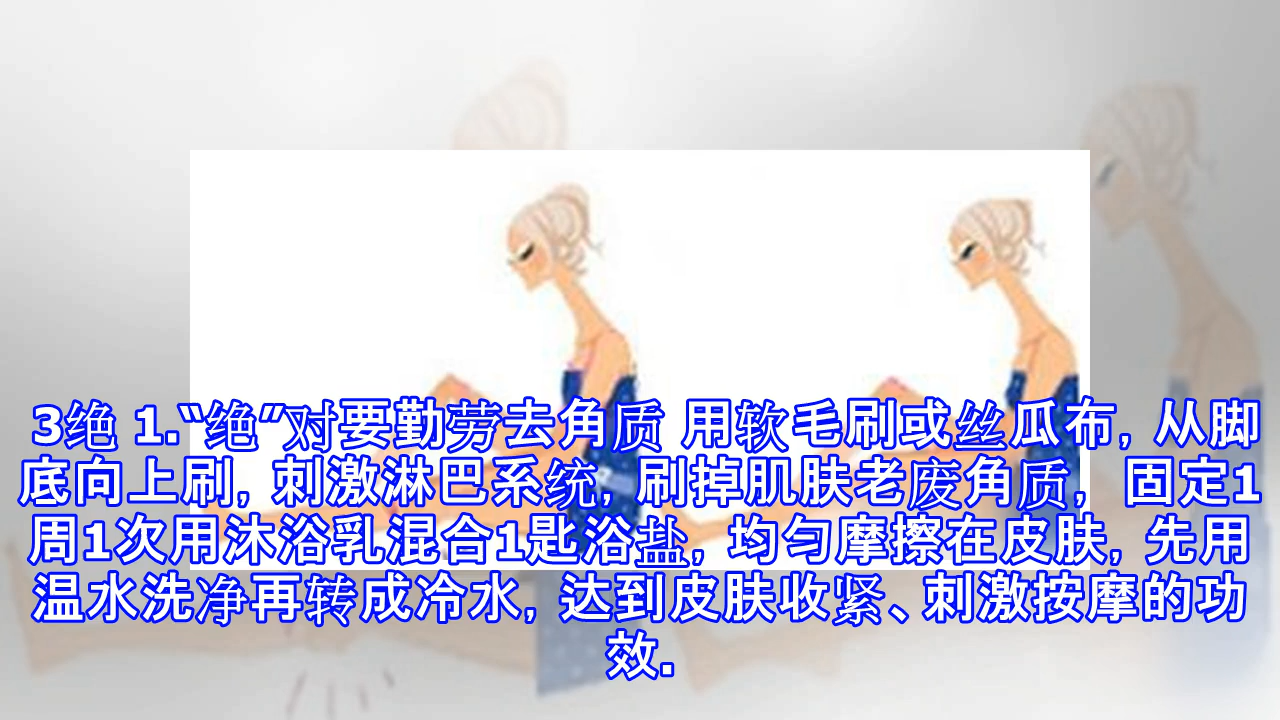 3绝 1.“绝”对要勤劳去角质 用软毛刷或丝瓜布, 从脚
底向上刷, 刺激淋巴系统, 刷掉肌肤老废角质， 固定1
周1次用沐浴乳混合1匙浴盐, 均匀摩擦在皮肤, 先用
温水洗净再转成冷水, 达到皮肤收紧、刺激按摩的功
效.